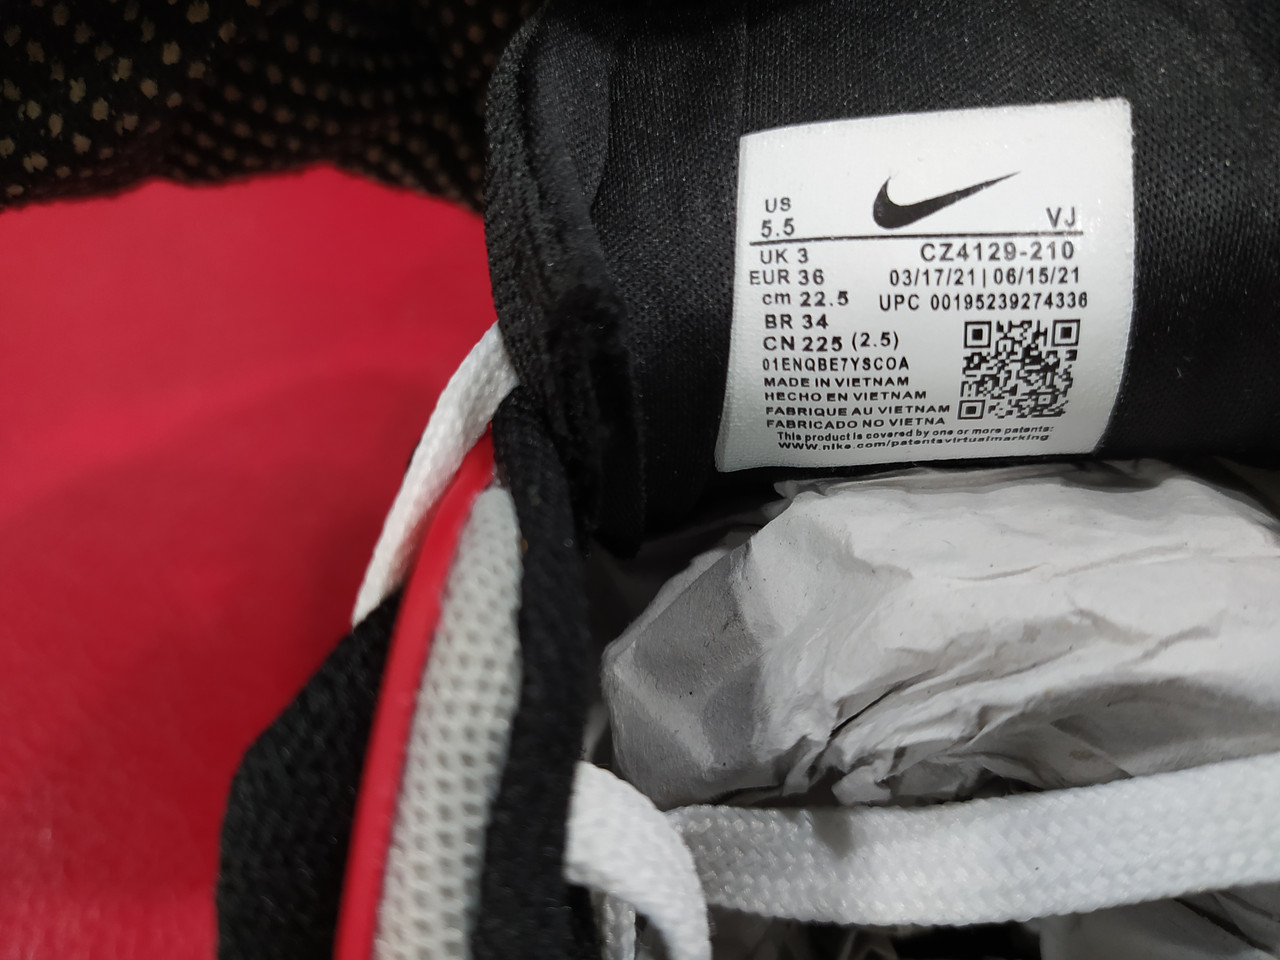 US
5.5 VJ
UK 3 CZ4129-210
EUR 36 03/17/21|06/15/21
cm 22.5 UPC 00195239274336
BR 34
CN 225 (2.5)
01ENQBE7YSCOA
MADE IN VIETNAM
HECHO EN VIETNAM
FABRIQUE AU VIETNAM
FABRICADO NO VIETNA
This product is covered by one or more patents:
www.nike.com/patentsvirtualmarking